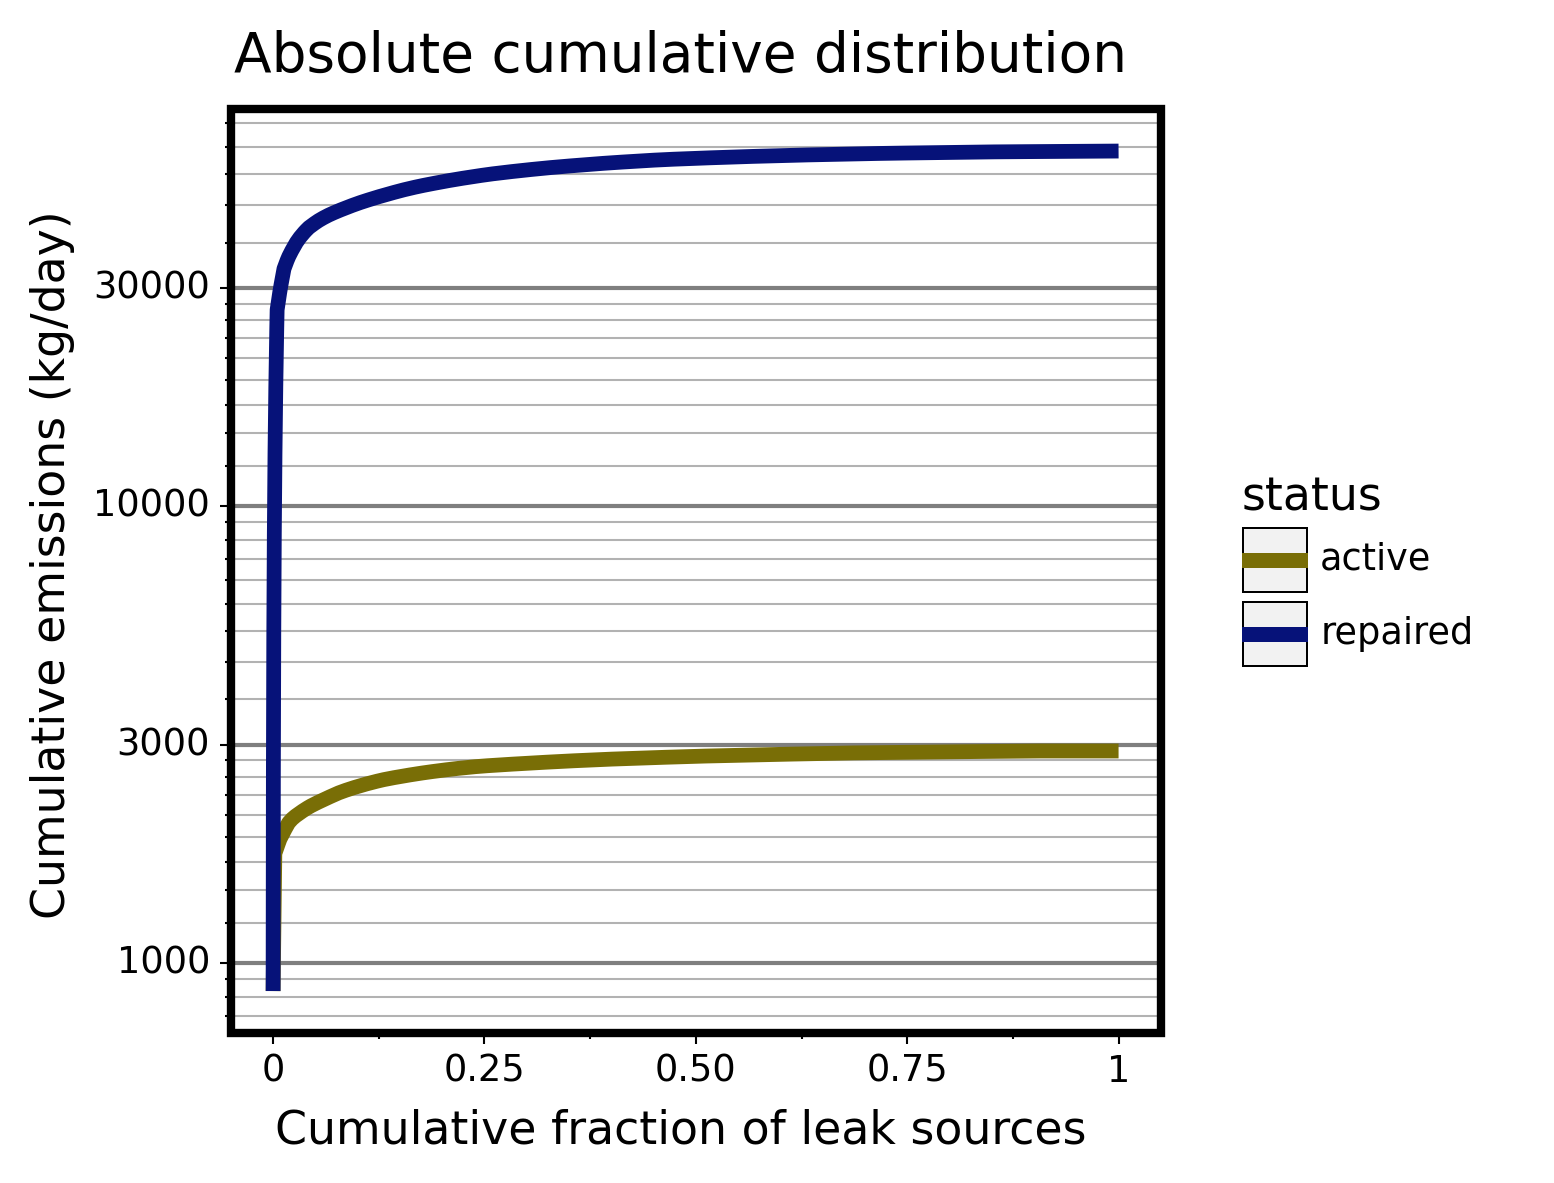 Absolute cumulative distribution
Cumulative emissions (kg/day)
30000
10000
3000
1000
0 0.25 0.50 0.75 1
Cumulative fraction of leak sources
status
active
repaired